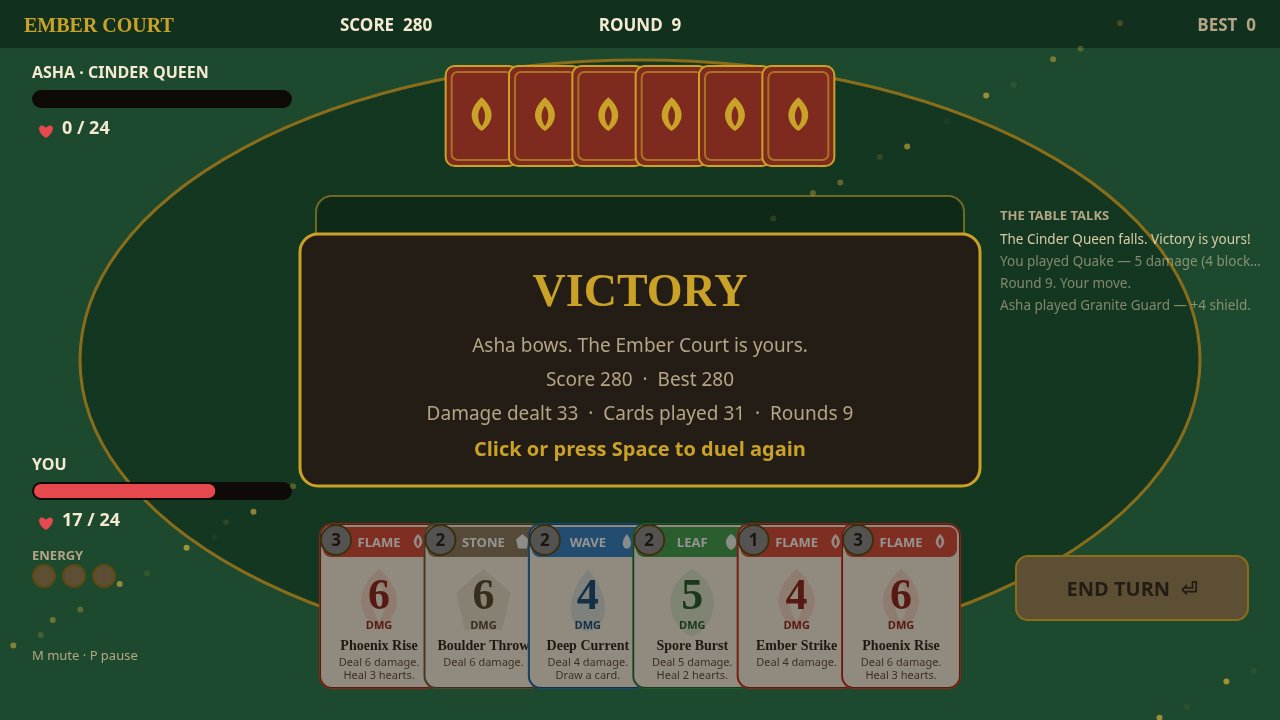 EMBER COURT
SCORE 280
ROUND 9
BEST 0
ASHA · CINDER QUEEN
0 / 24
THE TABLE TALKS
The Cinder Queen falls. Victory is yours!
You played Quake — 5 damage (4 block…
Round 9. Your move.
Asha played Granite Guard — +4 shield.
VICTORY
Asha bows. The Ember Court is yours.
Score 280 · Best 280
Damage dealt 33 · Cards played 31 · Rounds 9
Click or press Space to duel again
YOU
17 / 24
ENERGY
M mute · P pause
3 FLAME
6
DMG
Phoenix Rise
Deal 6 damage.
Heal 3 hearts.
2 STONE
6
DMG
Boulder Throw
Deal 6 damage.
2 WAVE
4
DMG
Deep Current
Deal 4 damage.
Draw a card.
2 LEAF
5
DMG
Spore Burst
Deal 5 damage.
Heal 2 hearts.
1 FLAME
4
DMG
Ember Strike
Deal 4 damage.
3 FLAME
6
DMG
Phoenix Rise
Deal 6 damage.
Heal 3 hearts.
END TURN ⏎